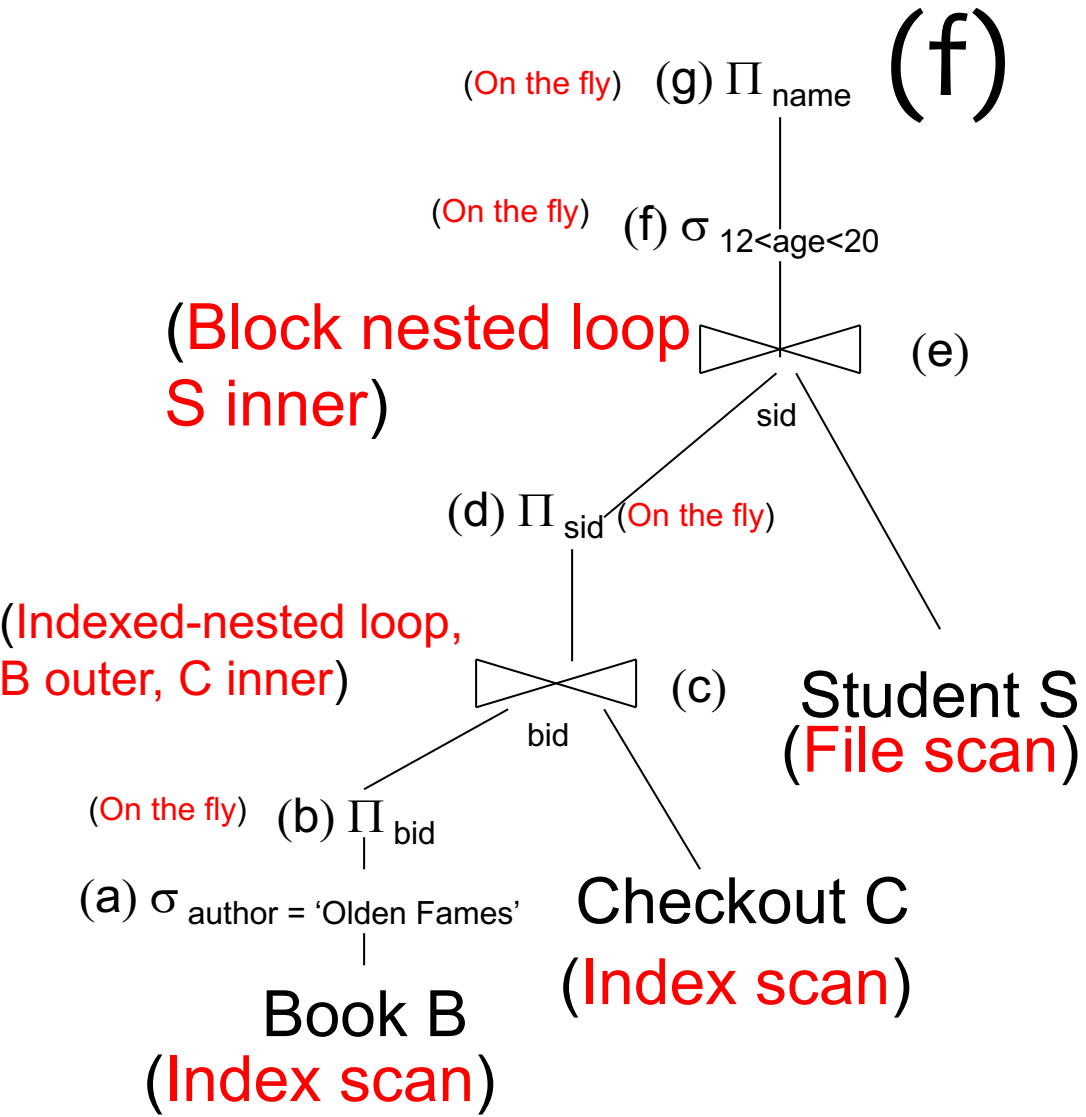 (f)
(On the fly) (g) Π name
(On the fly) (f) σ 12<age<20
(Block nested loop
S inner)
(e)
sid
(d) Π sid (On the fly)
(Indexed-nested loop,
B outer, C inner)
(c)
bid
Student S
(File scan)
(On the fly) (b) Π bid
(a) σ author = ‘Olden Fames’
Checkout C
(Index scan)
Book B
(Index scan)